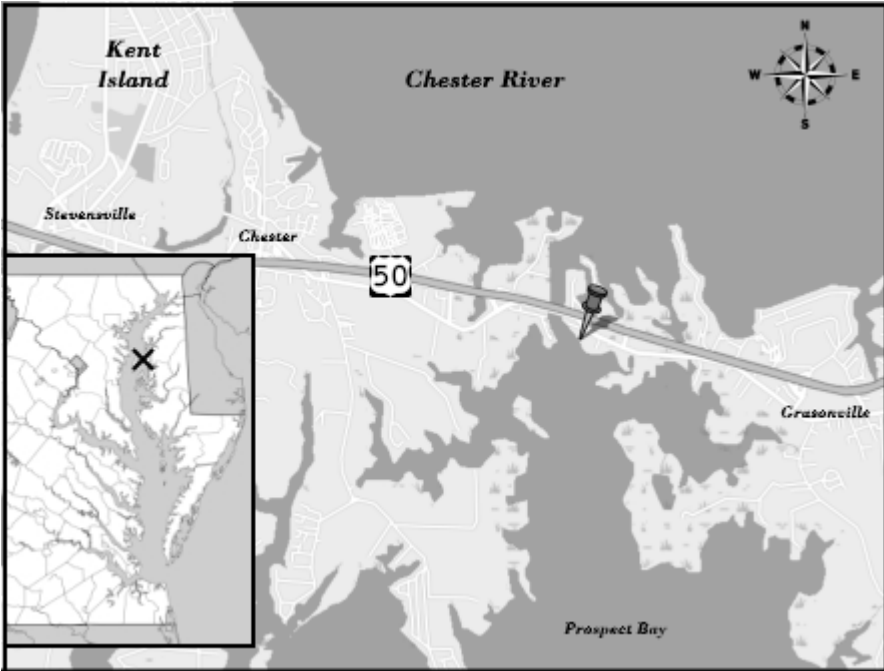 Kent
Island
Chester River
N
W E
S
Stevensville
Chester
50
Grasonville
Prospect Bay